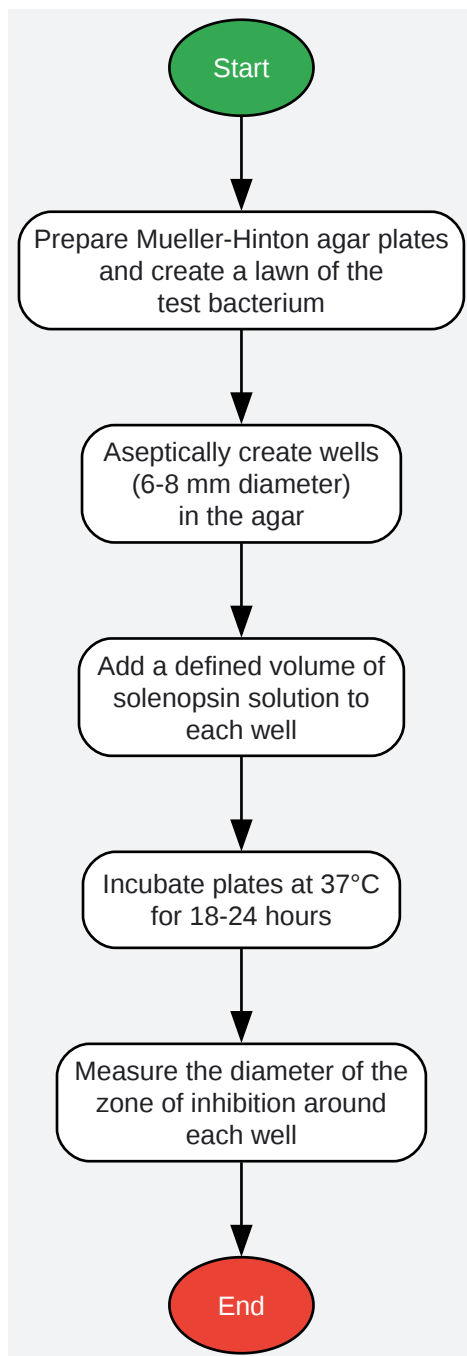 Start
Prepare Mueller-Hinton agar plates
and create a lawn of the
test bacterium
Aseptically create wells
(6-8 mm diameter)
in the agar
Add a defined volume of
solenopsin solution to
each well
Incubate plates at 37°C
for 18-24 hours
Measure the diameter of the
zone of inhibition around
each well
End